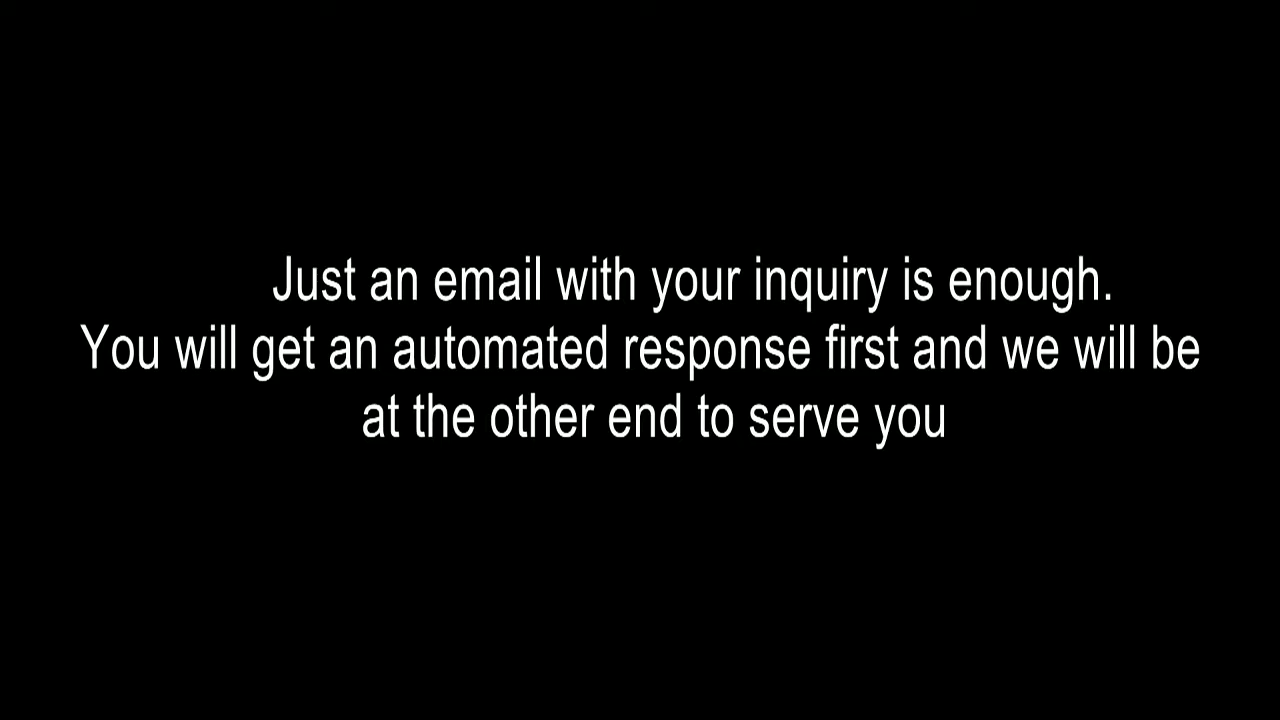 Just an email with your inquiry is enough.
You will get an automated response first and we will be
at the other end to serve you